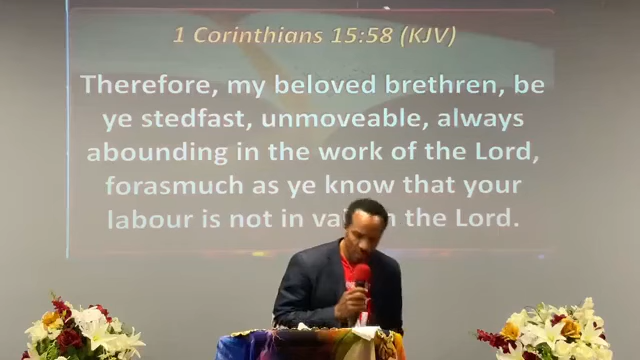 1 Corinthians 15:58 (KJV)
Therefore, my beloved brethren, be
ye stedfast, unmoveable, always
abounding in the work of the Lord,
forasmuch as ye know that your
labour is not in the Lord.